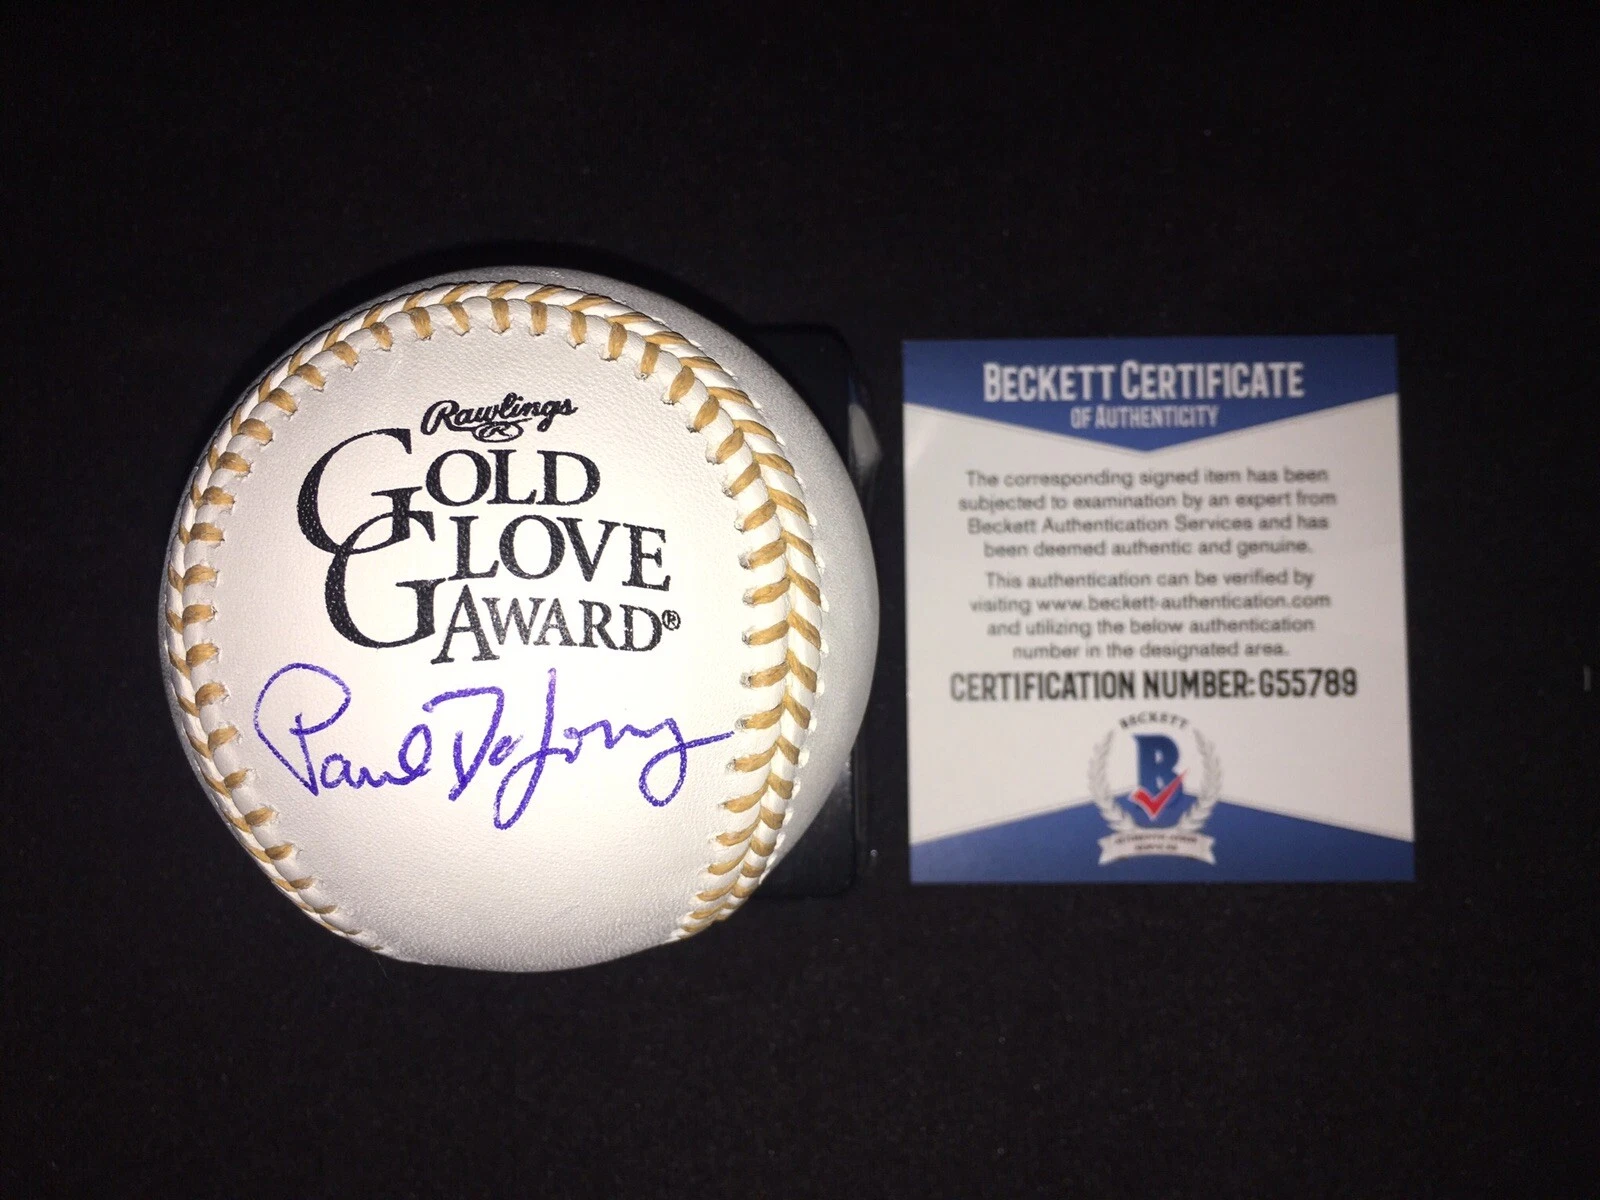 Rawlings
®
GOLD
GLOVE
AWARD®
Paul DeJong
BECKETT CERTIFICATE
OF AUTHENTICITY
The corresponding signed item has been
subjected to examination by an expert from
Beckett Authentication Services and has
been deemed authentic and genuine.
This authentication can be verified by
visiting www.beckett-authentication.com
and utilizing the below authentication
number in the designated area.
CERTIFICATION NUMBER: G55789
BECKETT
B
AUTHENTICATION
SERVICES